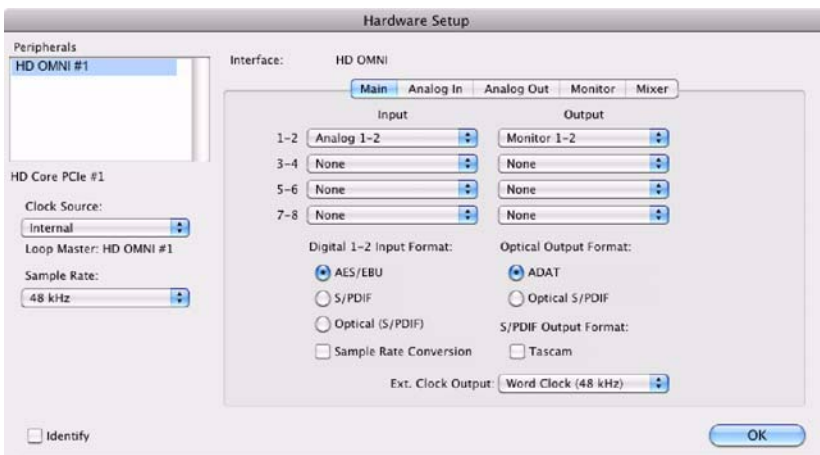 Hardware Setup
Peripherals
HD OMNI #1
HD Core PCIe #1
Clock Source:
Internal
Loop Master: HD OMNI #1
Sample Rate:
48 kHz
Identify
Interface: HD OMNI
Main Analog In Analog Out Monitor Mixer
Input Output
1-2 Analog 1-2 Monitor 1-2
3-4 None None
5-6 None None
7-8 None None
Digital 1-2 Input Format: Optical Output Format:
AES/EBU ADAT
S/PDIF Optical S/PDIF
Optical (S/PDIF) S/PDIF Output Format:
Sample Rate Conversion Tascam
Ext. Clock Output: Word Clock (48 kHz)
OK